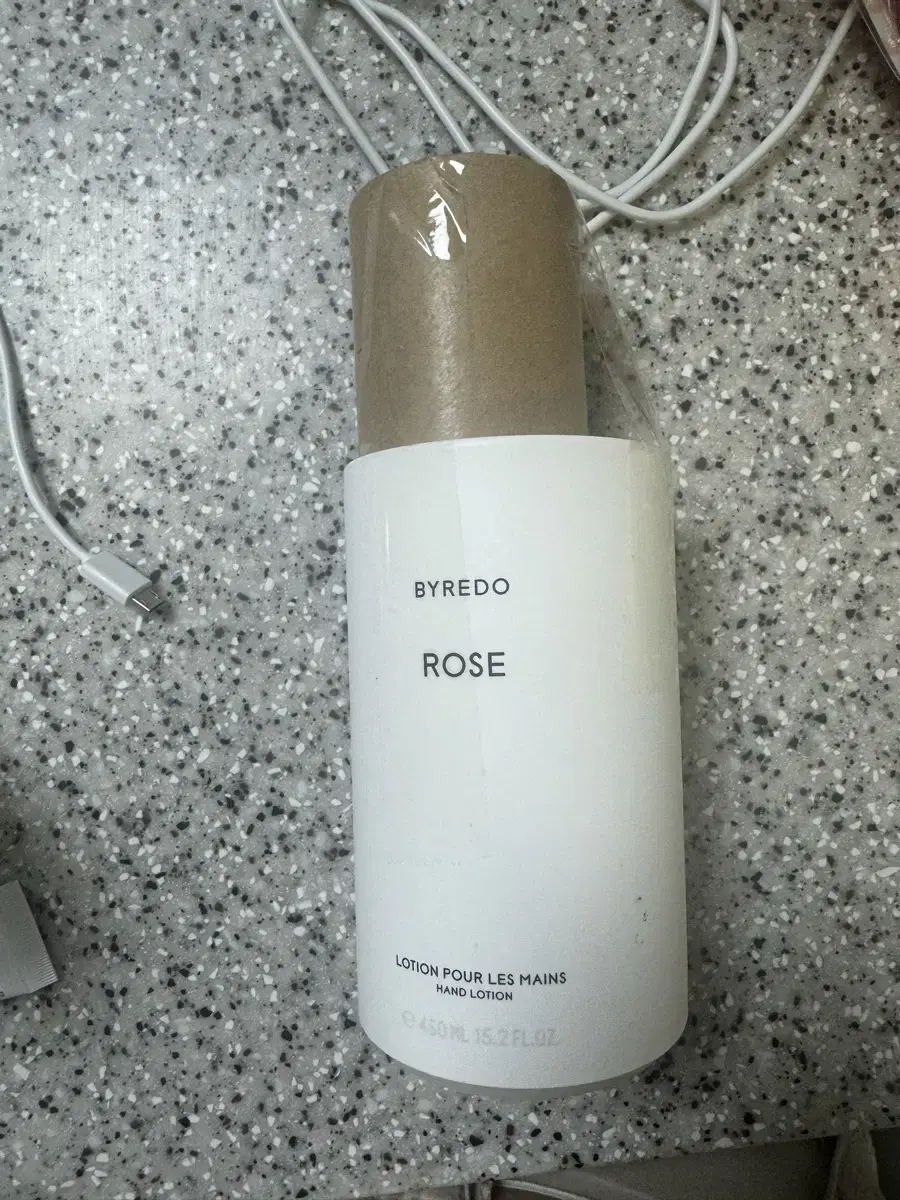 BYREDO
ROSE
LOTION POUR LES MAINS
HAND LOTION
℮ 450 ML 15.2 FL.OZ